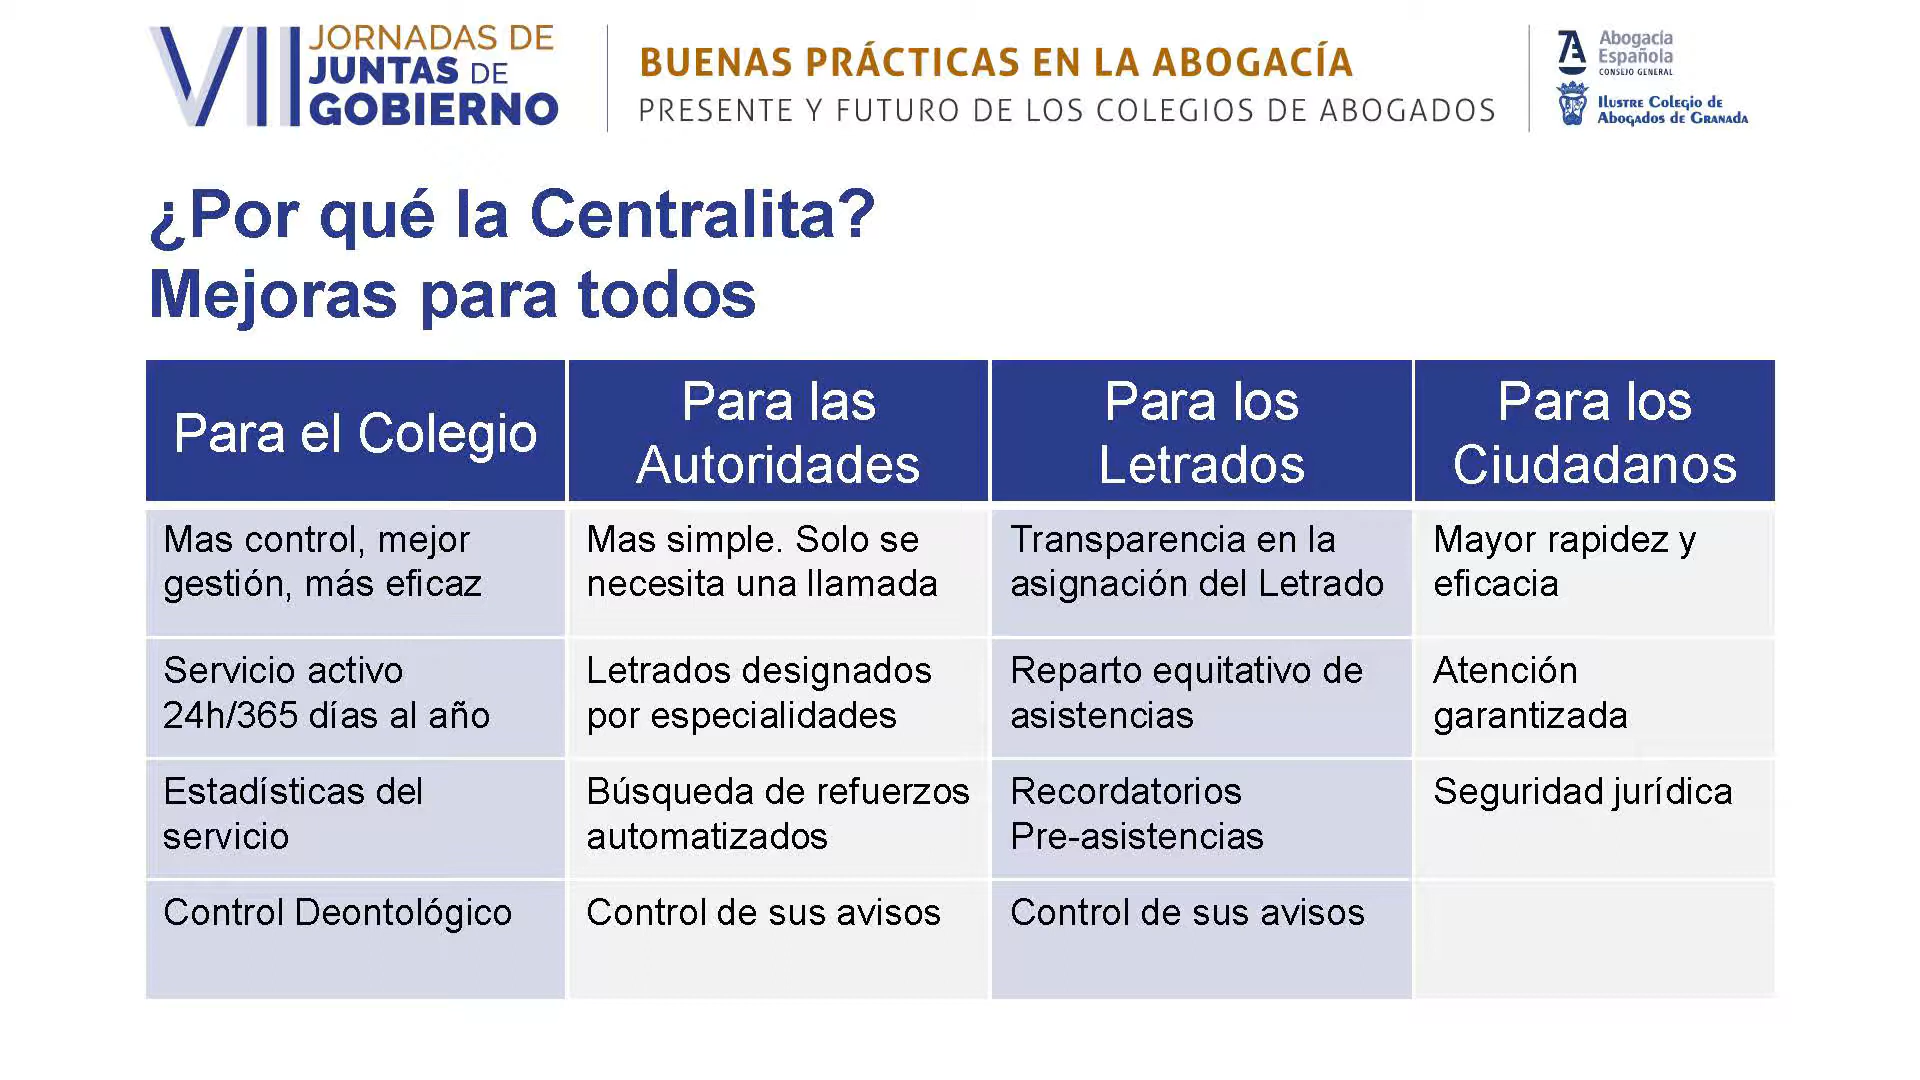 VII JORNADAS DE
JUNTAS DE
GOBIERNO
BUENAS PRÁCTICAS EN LA ABOGACÍA
PRESENTE Y FUTURO DE LOS COLEGIOS DE ABOGADOS
Abogacía
Española
CONSEJO GENERAL
Ilustre Colegio de
Abogados de Granada
¿Por qué la Centralita?
Mejoras para todos
Para el Colegio
Para las
Autoridades
Para los
Letrados
Para los
Ciudadanos
Mas control, mejor
gestión, más eficaz
Mas simple. Solo se
necesita una llamada
Transparencia en la
asignación del Letrado
Mayor rapidez y
eficacia
Servicio activo
24h/365 días al año
Letrados designados
por especialidades
Reparto equitativo de
asistencias
Atención
garantizada
Estadísticas del
servicio
Búsqueda de refuerzos
automatizados
Recordatorios
Pre-asistencias
Seguridad jurídica
Control Deontológico
Control de sus avisos
Control de sus avisos